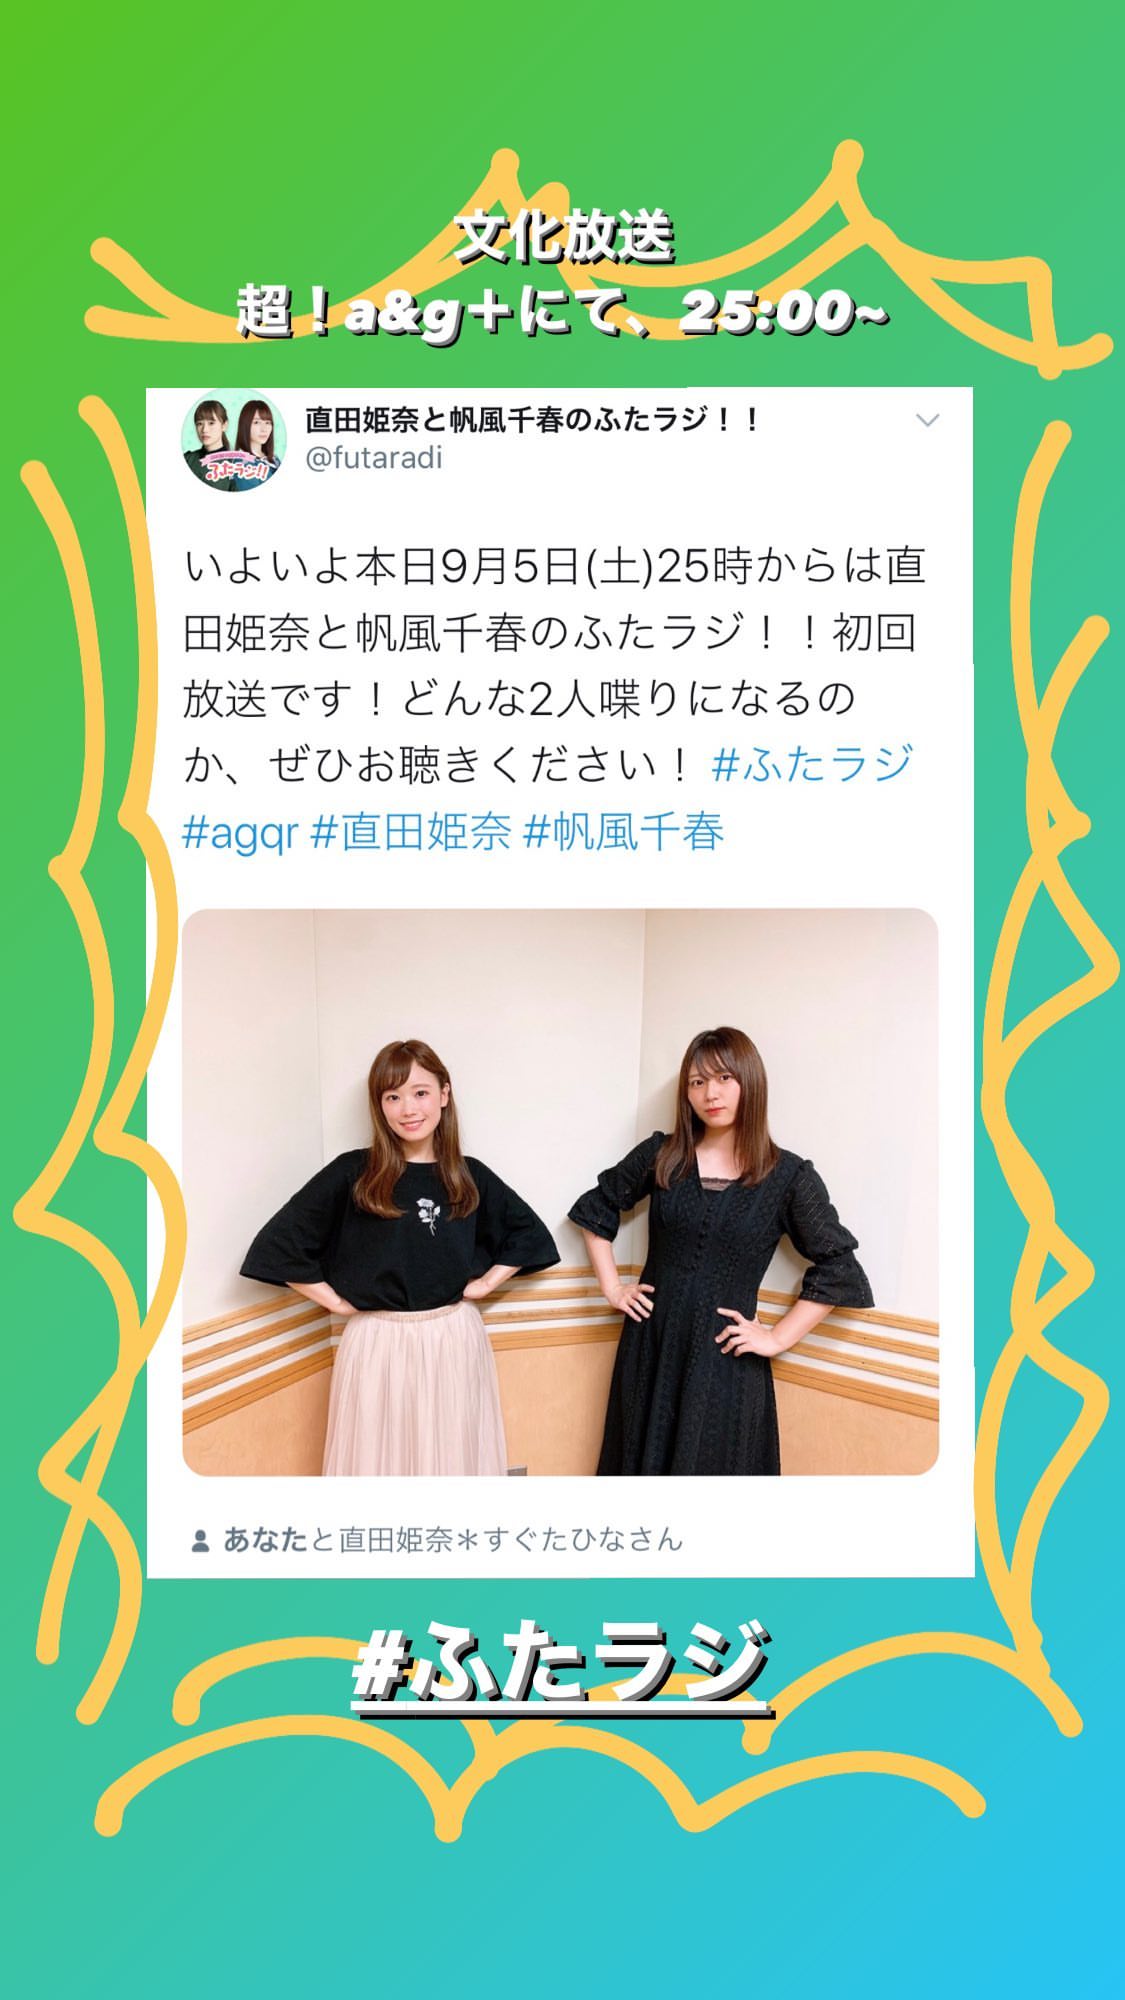 文化放送
超！a&g＋にて、25:00~
直田姫奈と帆風千春のふたラジ！！
@futaradi
ふたラジ!!
いよいよ本日9月5日(土)25時からは直
田姫奈と帆風千春のふたラジ！！初回
放送です！どんな2人喋りになるの
か、ぜひお聴きください！ #ふたラジ
#agqr #直田姫奈 #帆風千春
あなたと直田姫奈＊すぐたひなさん
#ふたラジ